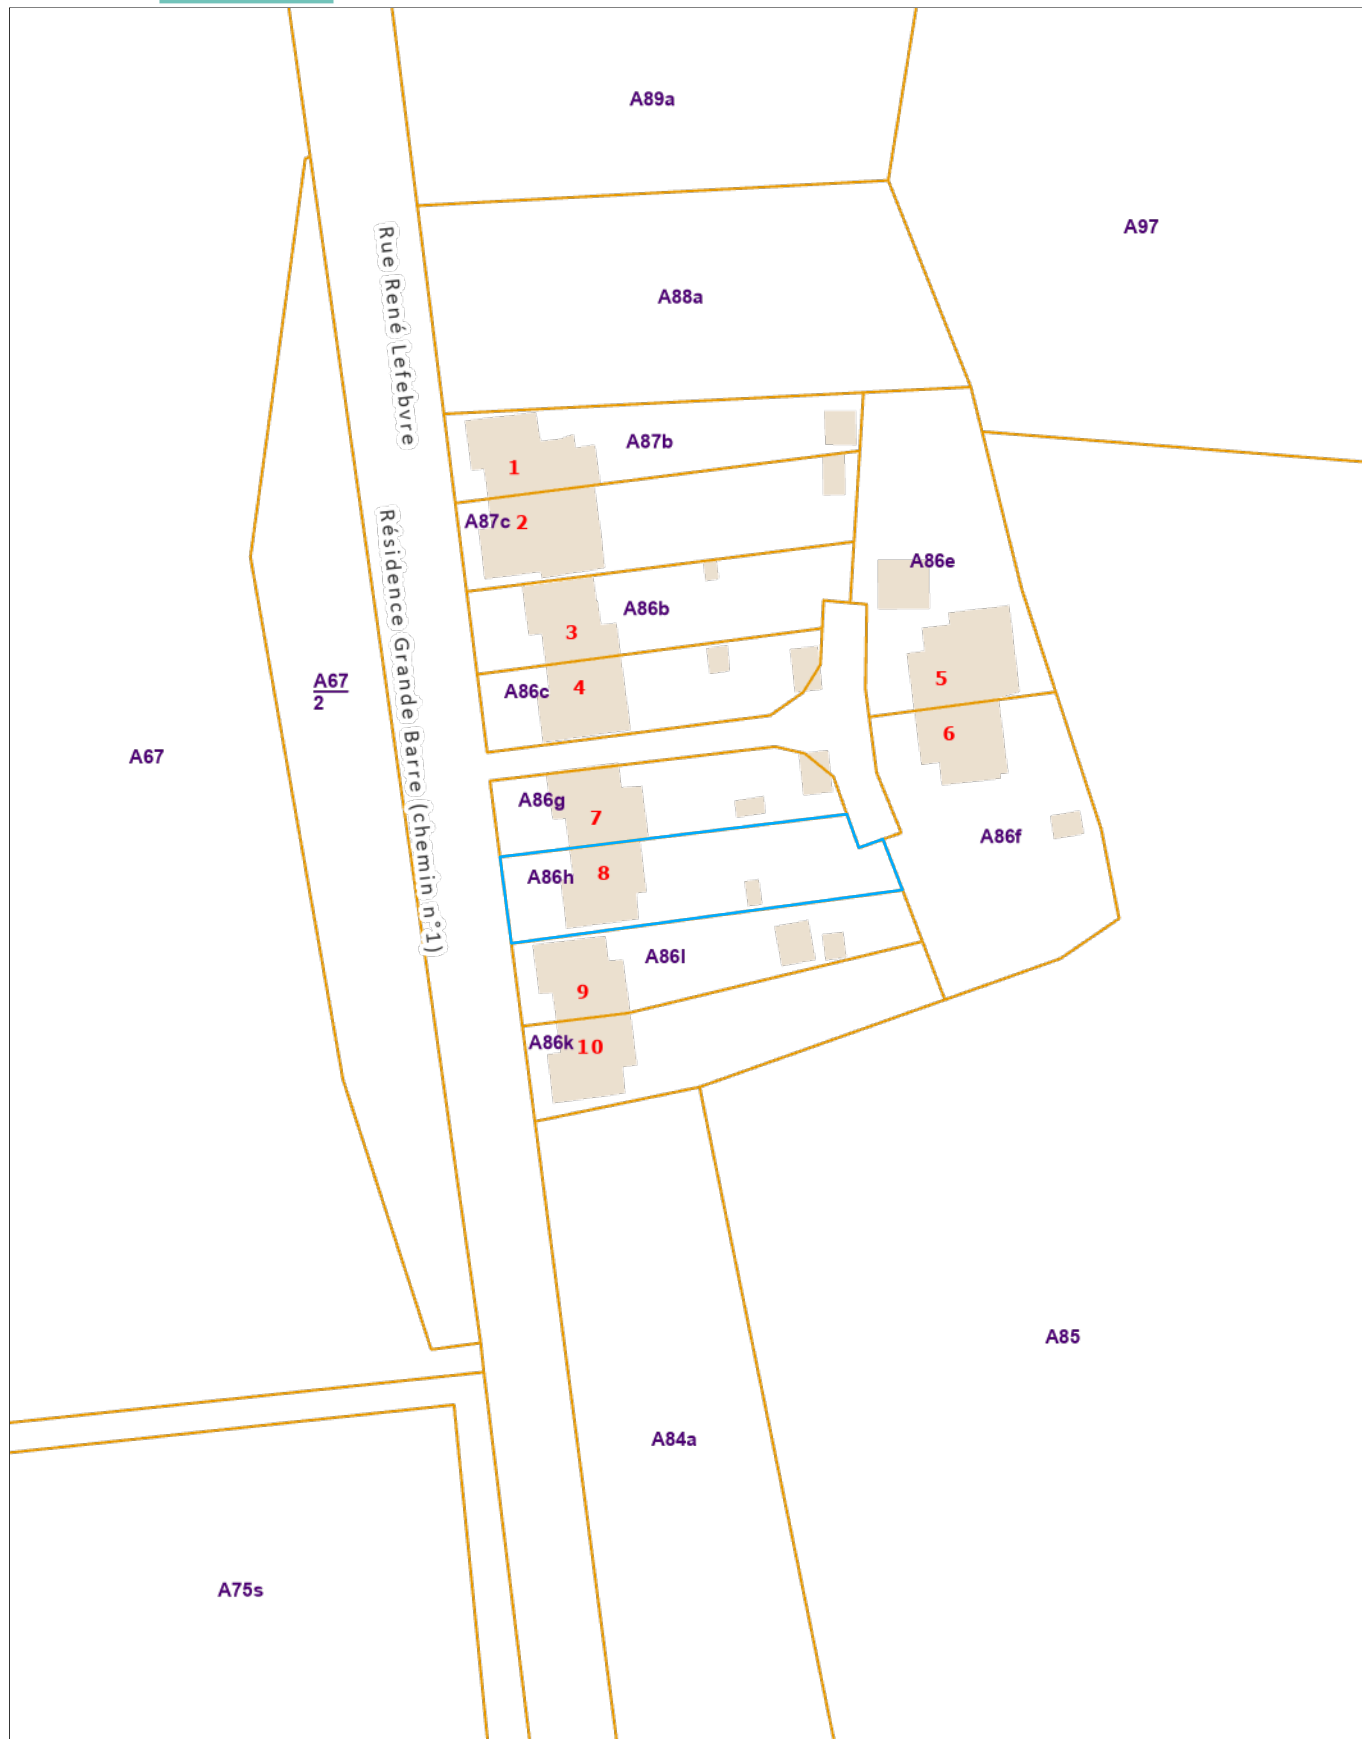 A89a
A97
Rue René Lefebvre
A88a
A87b
1
A87c 2
Résidence Grande Barre (chemin n°1)
A86e
A86b
3
A86c 4
5
A67
2
6
A67
A86g
7
A86f
A86h 8
A86l
9
A86k 10
A85
A84a
A75s